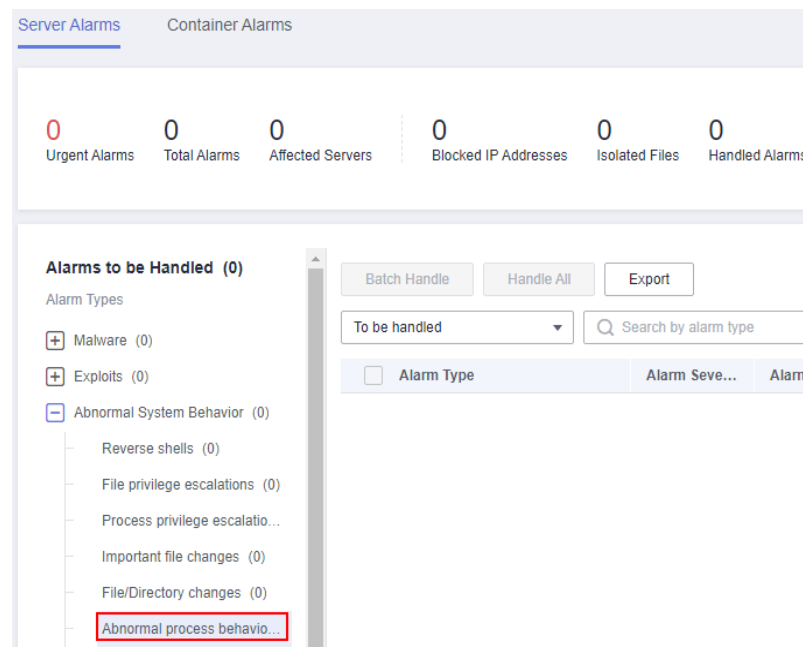 Server Alarms Container Alarms
0 0 0 0 0 0
Urgent Alarms Total Alarms Affected Servers Blocked IP Addresses Isolated Files Handled Alarms
Alarms to be Handled (0)
Alarm Types
Malware (0)
Exploits (0)
Abnormal System Behavior (0)
Reverse shells (0)
File privilege escalations (0)
Process privilege escalatio...
Important file changes (0)
File/Directory changes (0)
Abnormal process behavio...
Batch Handle Handle All Export
To be handled Search by alarm type
Alarm Type Alarm Seve... Alarm